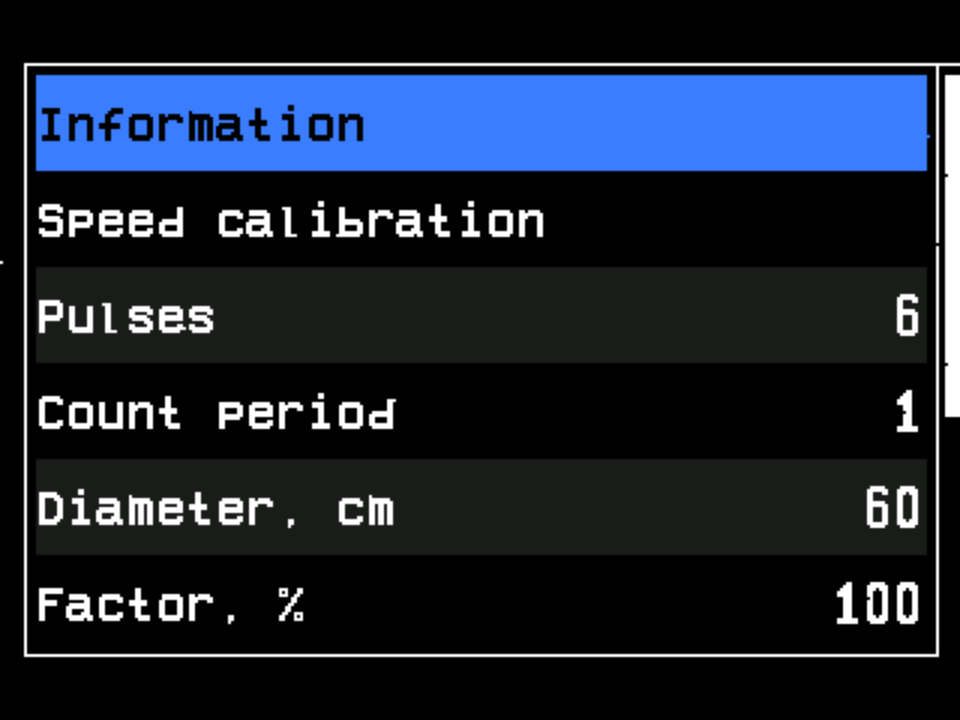 Information
Speed calibration
Pulses 6
Count period 1
Diameter, cm 60
Factor, % 100